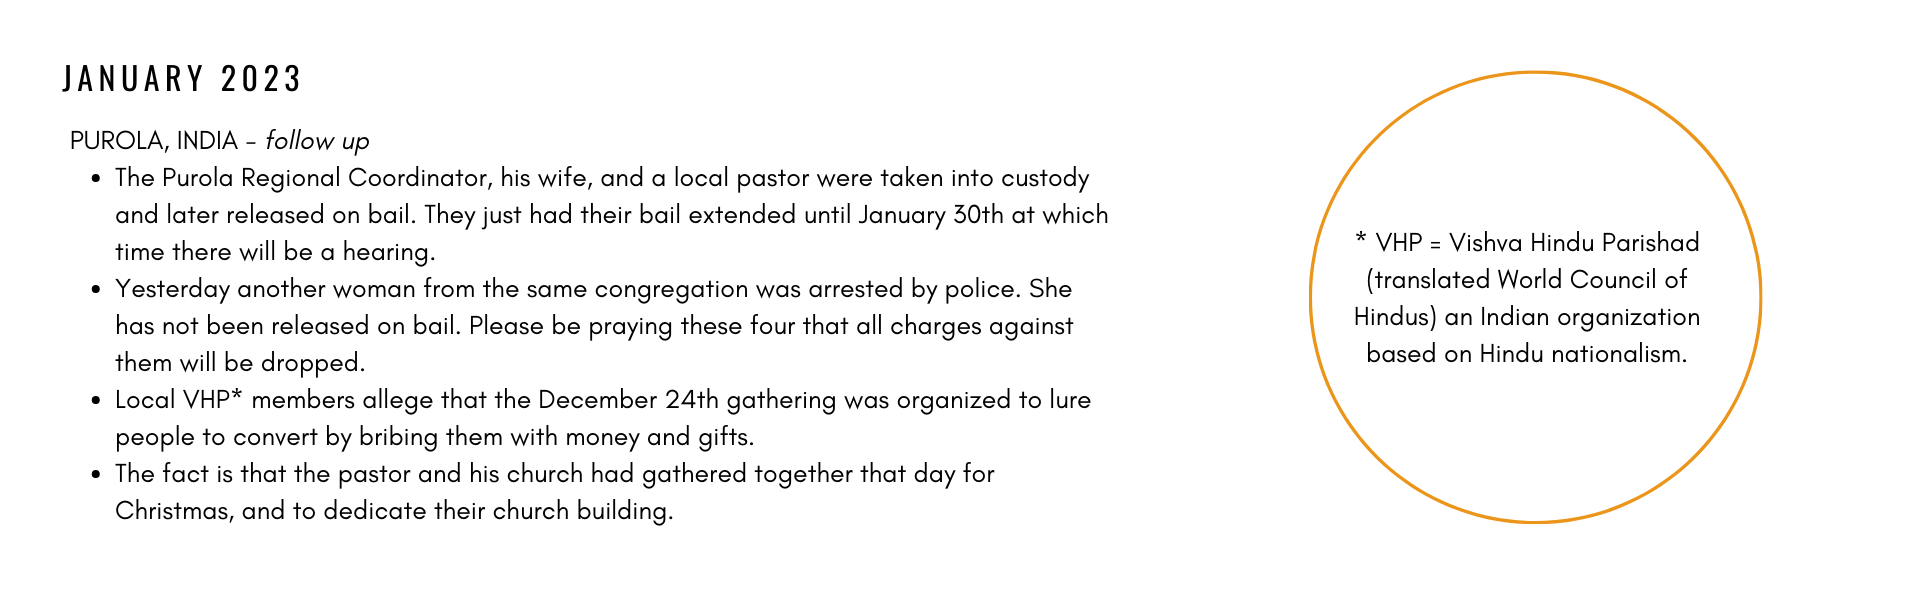 JANUARY 2023
PUROLA, INDIA - follow up
• The Purola Regional Coordinator, his wife, and a local pastor were taken into custody
and later released on bail. They just had their bail extended until January 30th at which
time there will be a hearing.
• Yesterday another woman from the same congregation was arrested by police. She
has not been released on bail. Please be praying these four that all charges against
them will be dropped.
• Local VHP* members allege that the December 24th gathering was organized to lure
people to convert by bribing them with money and gifts.
• The fact is that the pastor and his church had gathered together that day for
Christmas, and to dedicate their church building.
* VHP = Vishva Hindu Parishad
(translated World Council of
Hindus) an Indian organization
based on Hindu nationalism.